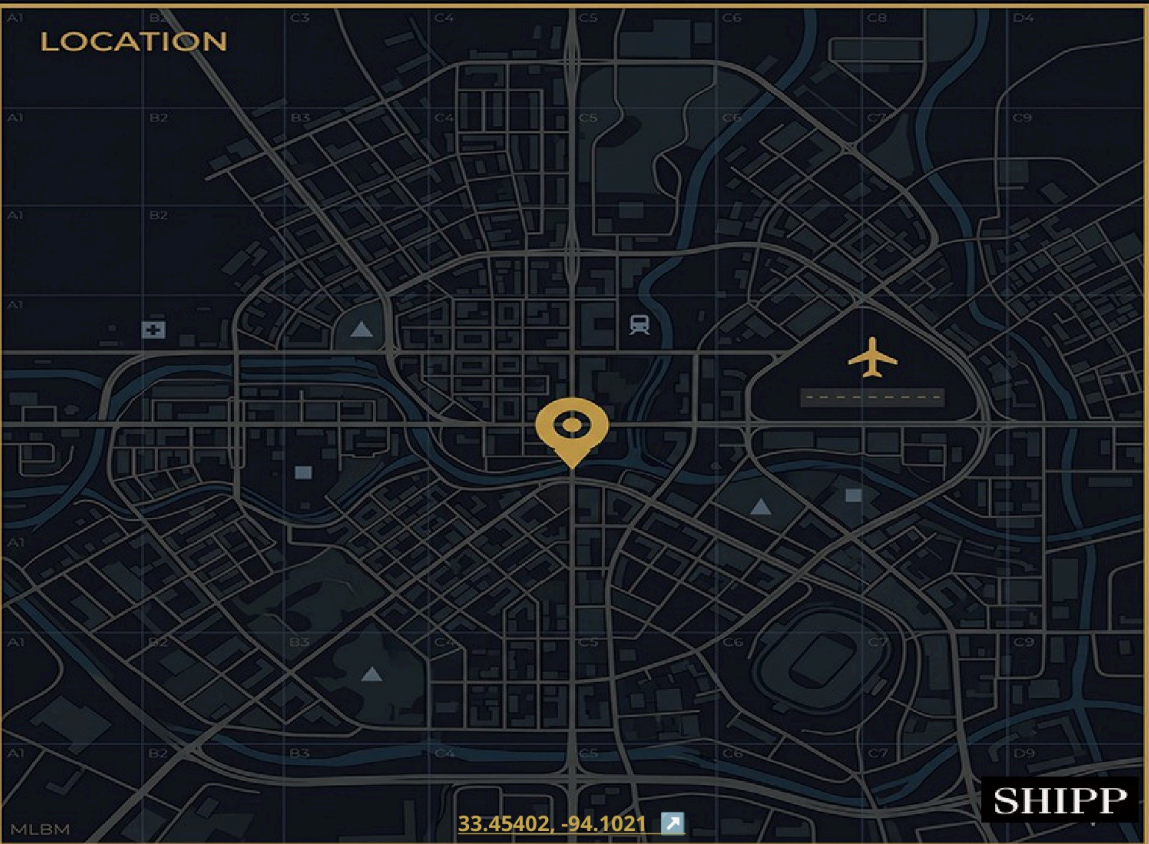 A1 B2 C3 C4 C5 C6 C8 D4
LOCATION
A1 B2 B3 C4 C5 C6 C7 C9
A1 B2
A1
A1
A1 B2 B3 C4 C5 C6 C7 C9
A1 B2 B3 C4 C5 C6 C7 D9
SHIPP
33.45402, -94.1021
MLBM